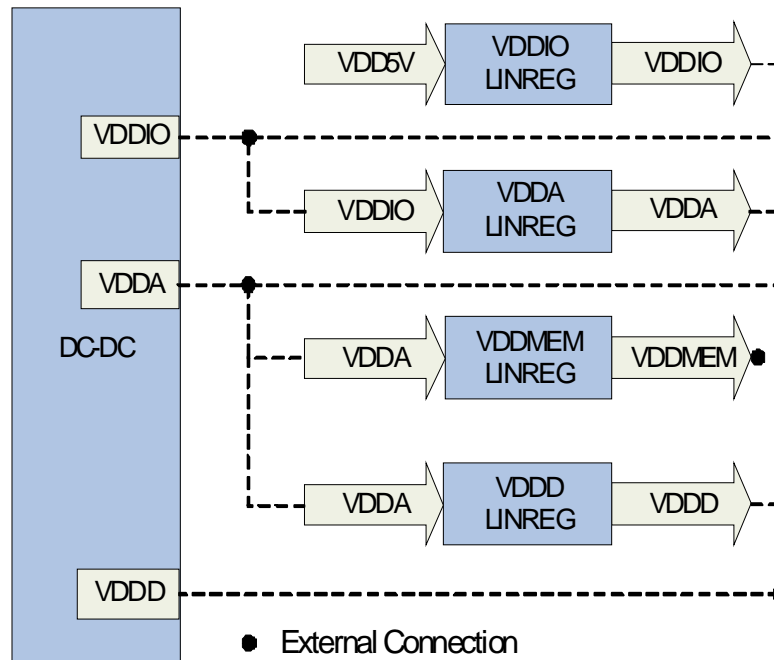 VDD5V
VDDIO
LINREG
VDDIO
VDDIO
VDDIO
VDDA
LINREG
VDDA
VDDA
DC-DC
VDDA
VDDMEM
LINREG
VDDMEM
VDDA
VDDD
LINREG
VDDD
VDDD
External Connection